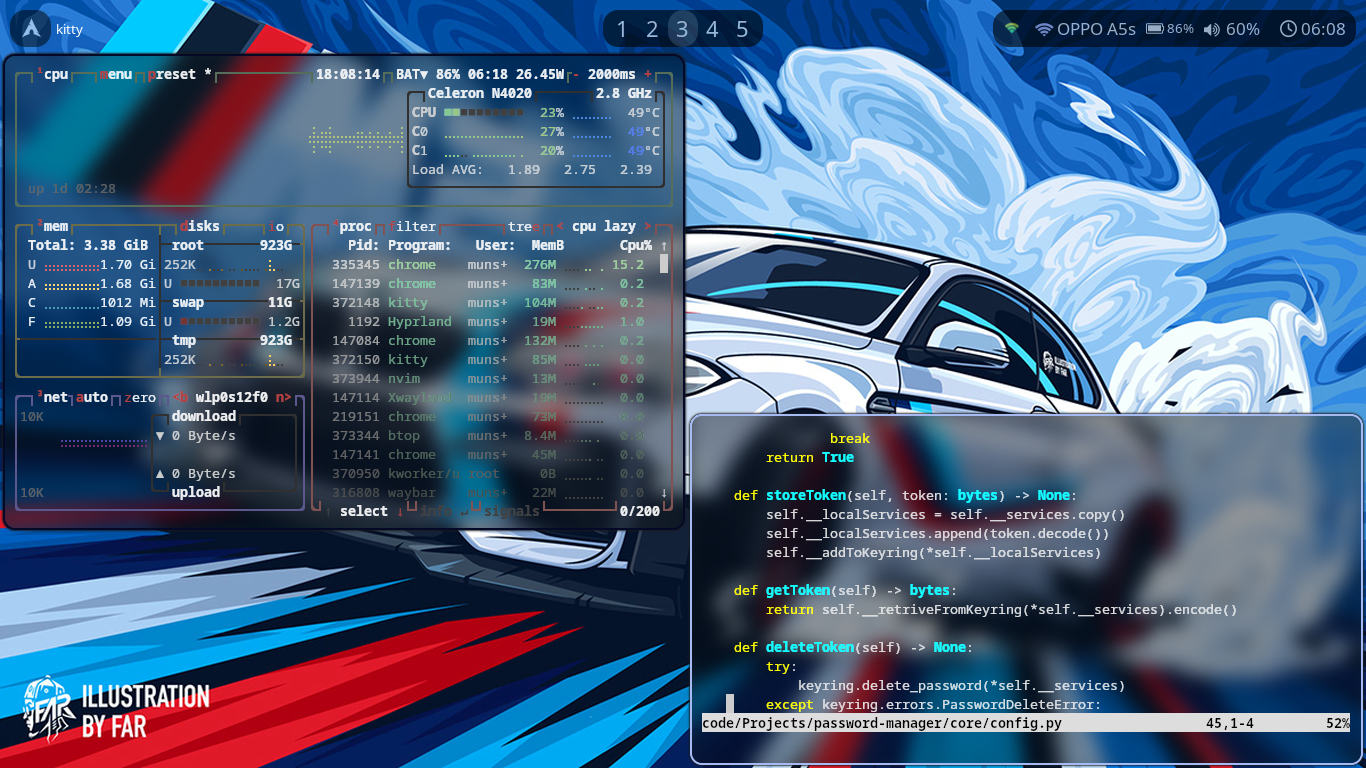 kitty
1 2 3 4 5
OPPO A5s 86% 60% 06:08
¹cpu menu preset * 18:08:14 BAT▼ 86% 06:18 26.45W - 2000ms +
Celeron N4020 2.8 GHz
CPU 23% 49°C
C0 27% 49°C
C1 20% 49°C
Load AVG: 1.89 2.75 2.39
up 1d 02:28
²mem disks io
Total: 3.38 GiB root 923G
U 1.70 Gi 252K
A 1.68 Gi U 17G
C 1012 Mi swap 11G
F 1.09 Gi U 1.2G
tmp 923G
252K
³net auto zero <b wlp0s12f0 n>
10K download
▼ 0 Byte/s
▲ 0 Byte/s
10K upload
proc filter tree < cpu lazy >
Pid: Program: User: MemB Cpu% ↑
335345 chrome muns+ 276M 15.2
147139 chrome muns+ 83M 0.2
372148 kitty muns+ 104M 0.2
1192 Hyprland muns+ 19M 1.0
147084 chrome muns+ 132M 0.2
372150 kitty muns+ 85M 0.0
373944 nvim muns+ 13M 0.0
147114 Xwayland muns+ 19M 0.0
219151 chrome muns+ 73M 0.0
373344 btop muns+ 8.4M 0.0
147141 chrome muns+ 45M 0.0
370950 kworker/u root 0B 0.0
316808 waybar muns+ 22M 0.0 ↓
↑ select ↓ info ↵ signals 0/200
break
return True
def storeToken(self, token: bytes) -> None:
self.__localServices = self.__services.copy()
self.__localServices.append(token.decode())
self.__addToKeyring(*self.__localServices)
def getToken(self) -> bytes:
return self.__retriveFromKeyring(*self.__services).encode()
def deleteToken(self) -> None:
try:
keyring.delete_password(*self.__services)
except keyring.errors.PasswordDeleteError:
code/Projects/password-manager/core/config.py 45,1-4 52%
ILLUSTRATION
BY FAR
FAR
ILLUSTRATION
BY FAR